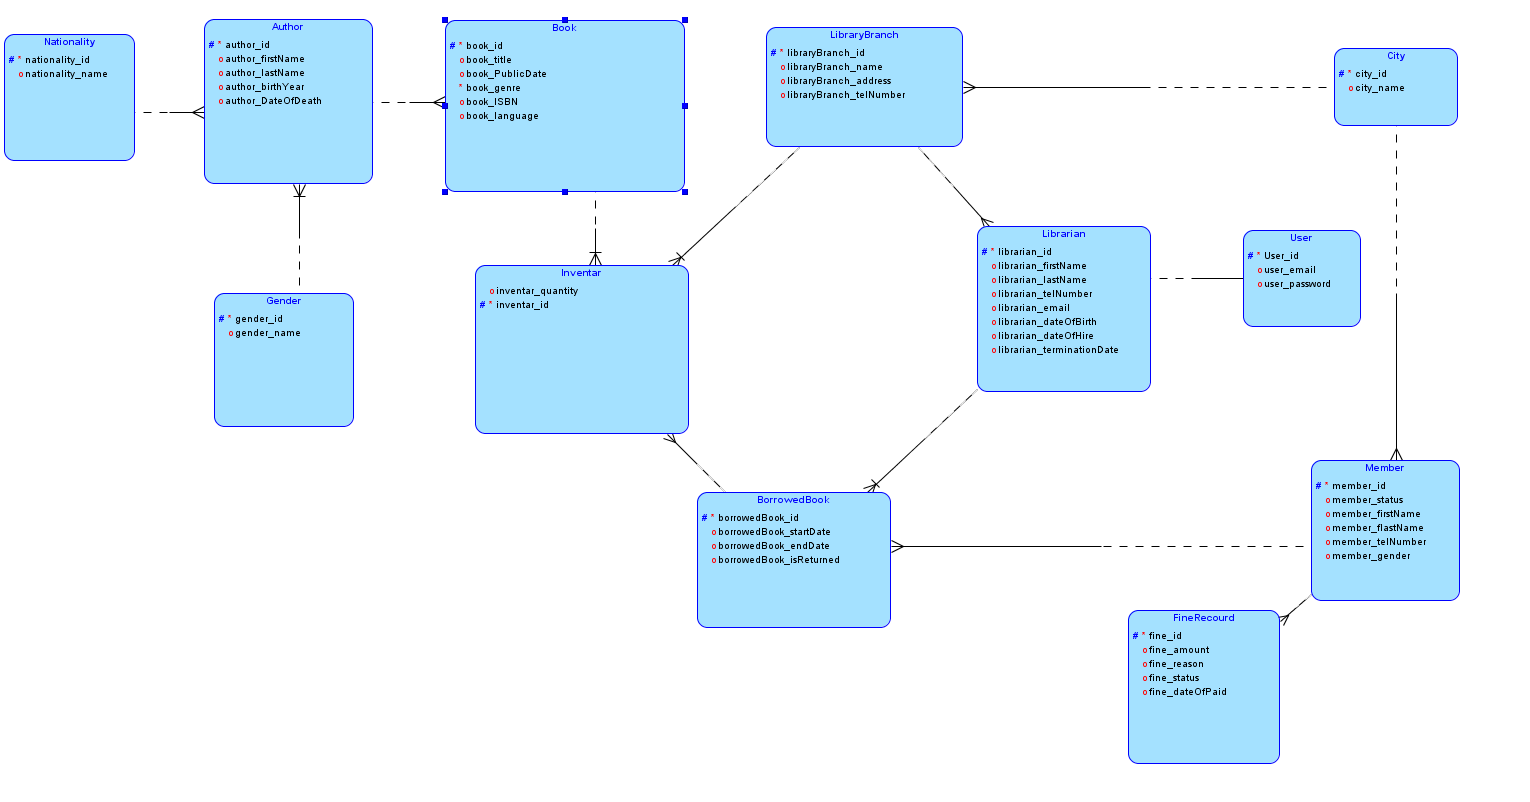 Nationality
# * nationality_id
o nationality_name
Author
# * author_id
o author_firstName
o author_lastName
o author_birthYear
o author_DateOfDeath
Book
# * book_id
o book_title
o book_PublicDate
* book_genre
o book_ISBN
o book_language
LibraryBranch
# * libraryBranch_id
o libraryBranch_name
o libraryBranch_address
o libraryBranch_telNumber
City
# * city_id
o city_name
Gender
# * gender_id
o gender_name
Inventar
o inventar_quantity
# * inventar_id
Librarian
# * librarian_id
o librarian_firstName
o librarian_lastName
o librarian_telNumber
o librarian_email
o librarian_dateOfBirth
o librarian_dateOfHire
o librarian_terminationDate
User
# * User_id
o user_email
o user_password
BorrowedBook
# * borrowedBook_id
o borrowedBook_startDate
o borrowedBook_endDate
o borrowedBook_isReturned
Member
# * member_id
o member_status
o member_firstName
o member_flastName
o member_telNumber
o member_gender
FineRecourd
# * fine_id
o fine_amount
o fine_reason
o fine_status
o fine_dateOfPaid